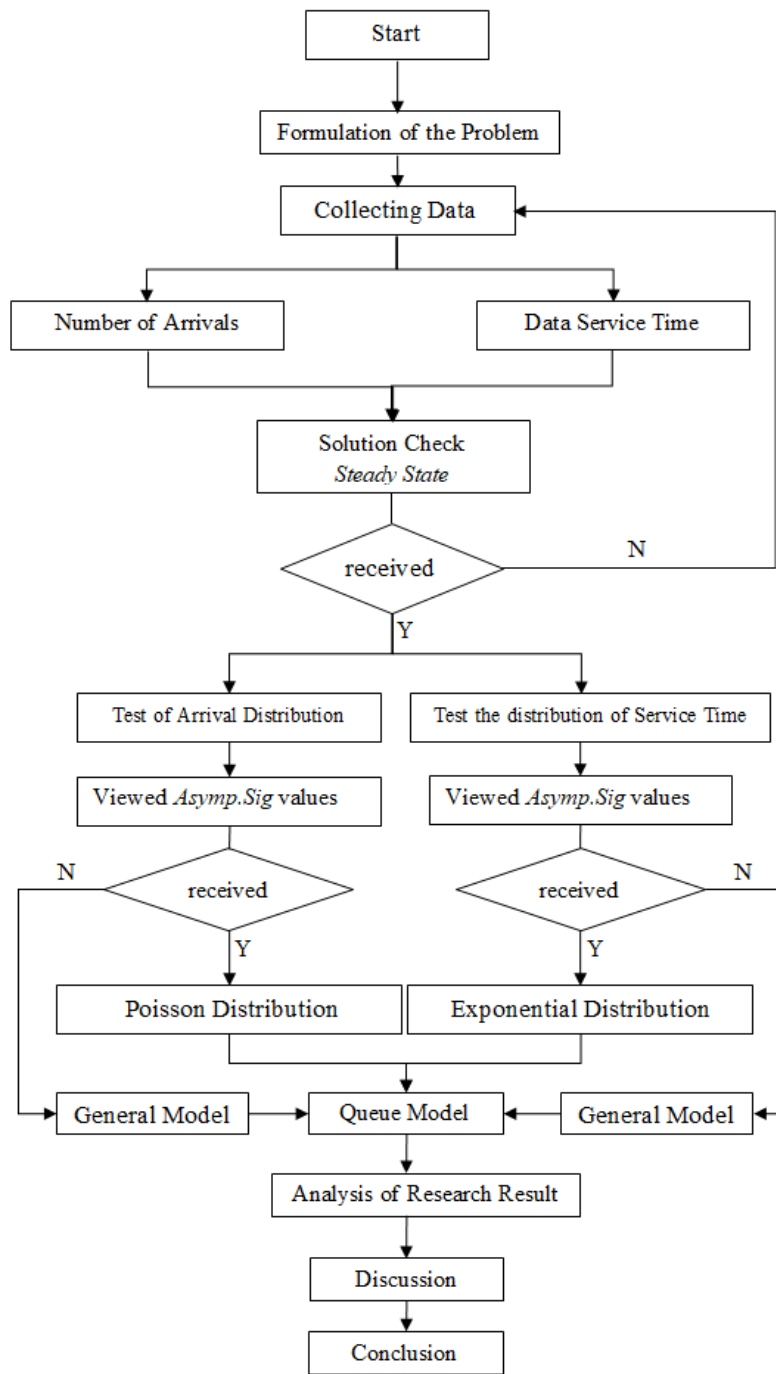 Start
Formulation of the Problem
Collecting Data
Number of Arrivals
Data Service Time
Solution Check
Steady State
received
N
Y
Test of Arrival Distribution
Test the distribution of Service Time
Viewed Asymp.Sig values
Viewed Asymp.Sig values
N
received
received
N
Y
Y
Poisson Distribution
Exponential Distribution
General Model
Queue Model
General Model
Analysis of Research Result
Discussion
Conclusion